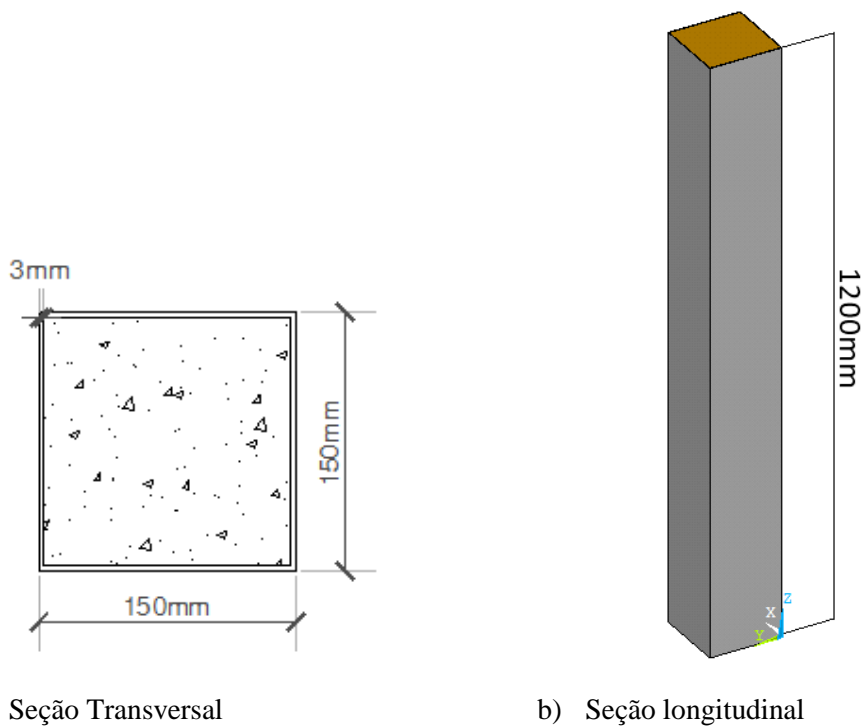 3mm
150mm
150mm
Seção Transversal
1200mm
Z
X
Y
b) Seção longitudinal